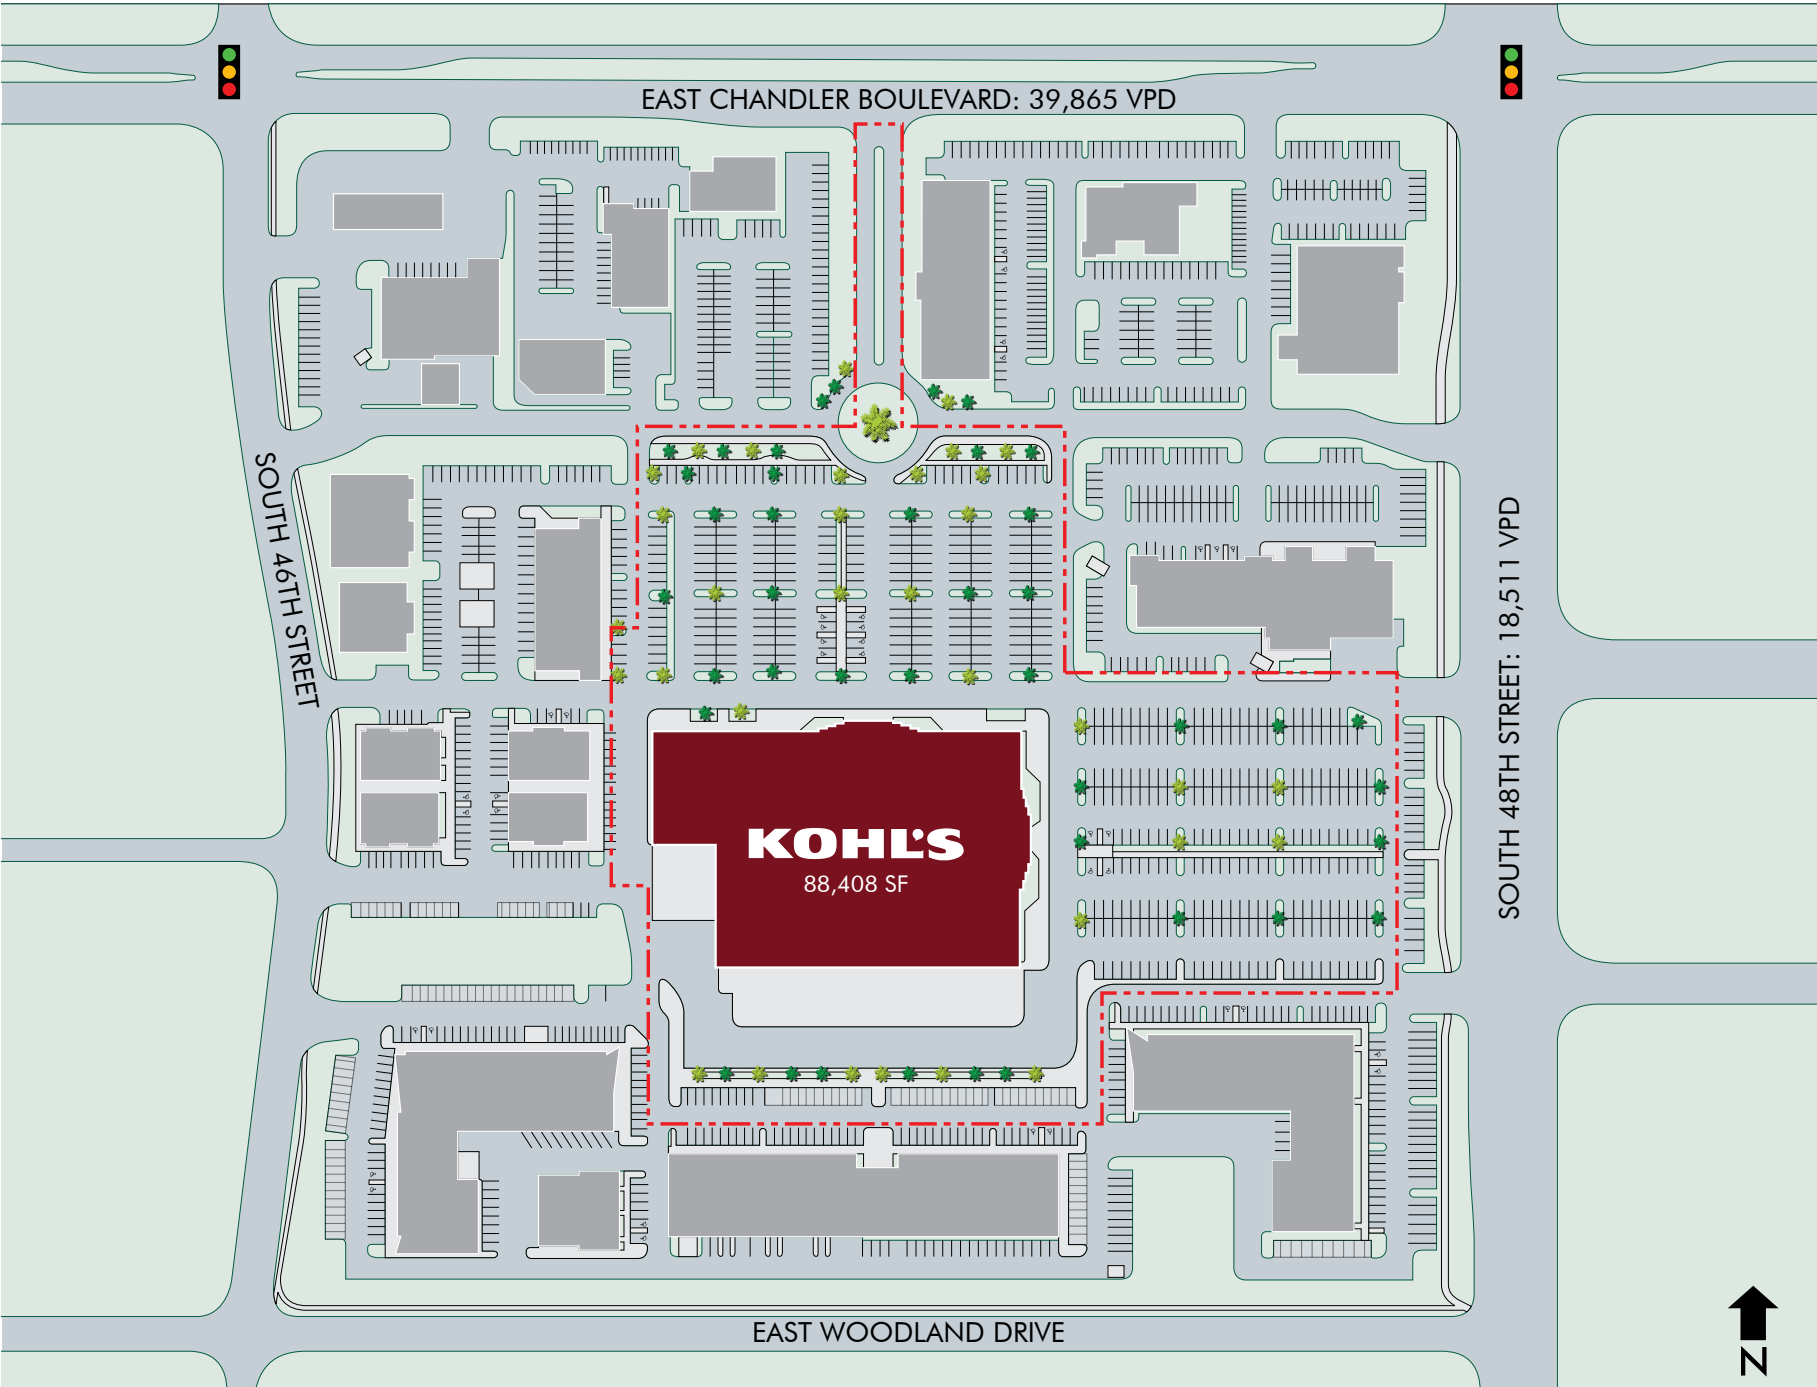 EAST CHANDLER BOULEVARD: 39,865 VPD
SOUTH 46TH STREET
SOUTH 48TH STREET: 18,511 VPD
KOHL'S
88,408 SF
EAST WOODLAND DRIVE
N